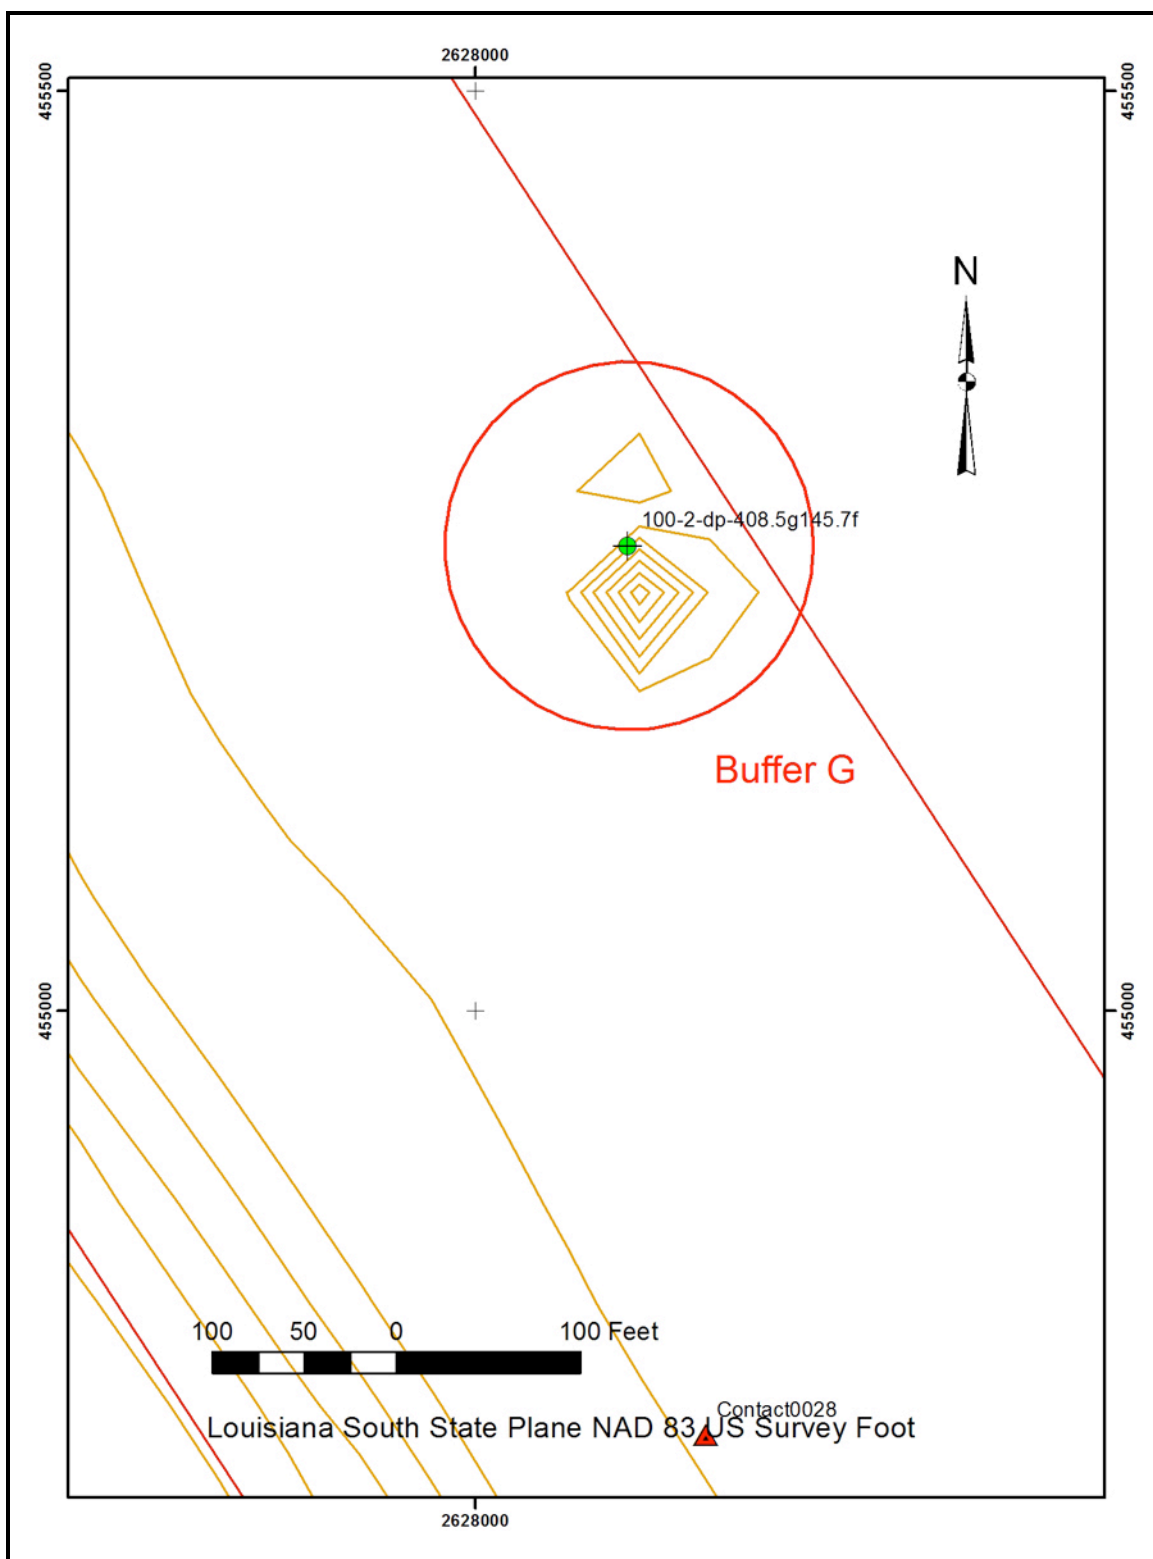 2628000
455500
455500
N
100-2-dp-408.5g145.7f
Buffer G
455000
455000
100 50 0 100 Feet
Contact0028
Louisiana South State Plane NAD 83 US Survey Foot
2628000